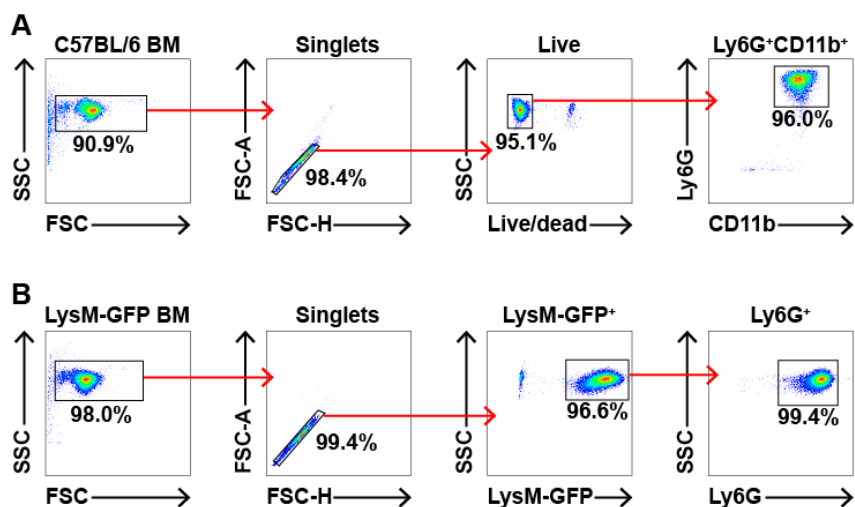 A
C57BL/6 BM
Singlets
Live
Ly6G⁺CD11b⁺
SSC
90.9%
FSC
FSC-A
98.4%
FSC-H
SSC
95.1%
Live/dead
Ly6G
96.0%
CD11b
B
LysM-GFP BM
Singlets
LysM-GFP⁺
Ly6G⁺
SSC
98.0%
FSC
FSC-A
99.4%
FSC-H
SSC
96.6%
LysM-GFP
SSC
99.4%
Ly6G